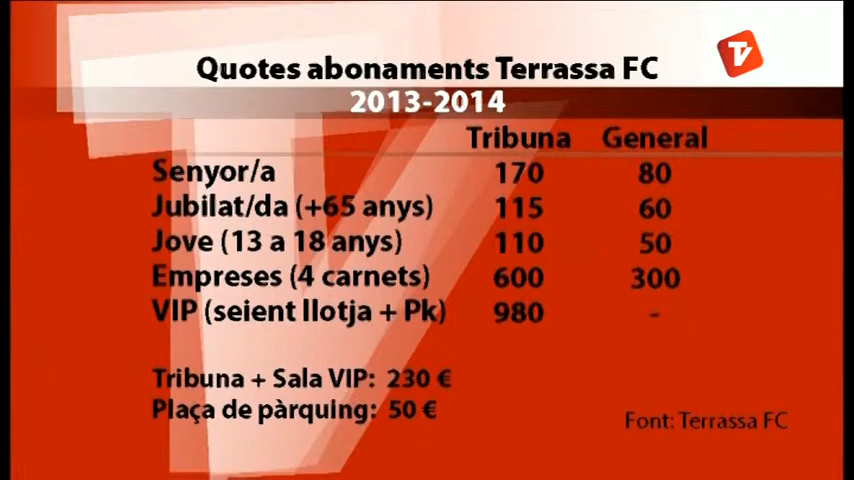 Quotes abonaments Terrassa FC
2013-2014
Tribuna General
Senyor/a 170 80
Jubilat/da (+65 anys) 115 60
Jove (13 a 18 anys) 110 50
Empreses (4 carnets) 600 300
VIP (seient llotja + Pk) 980 -
Tribuna + Sala VIP: 230 €
Plaça de pàrquing: 50 €
Font: Terrassa FC